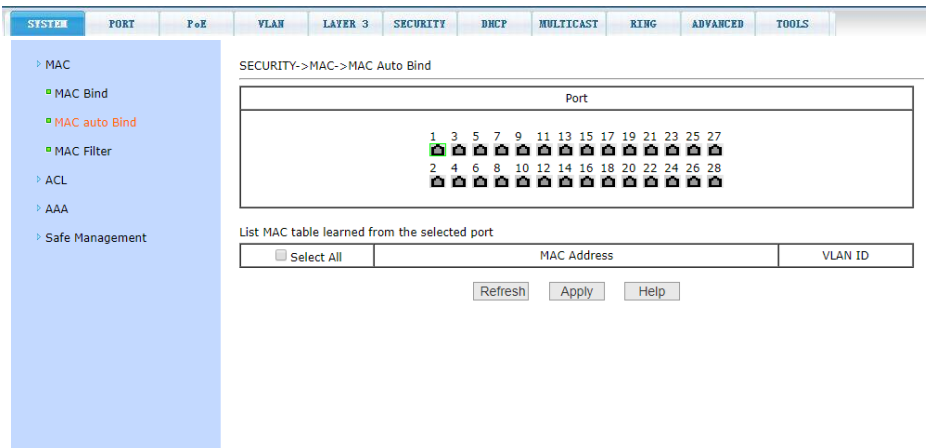 SYSTEM PORT PoE VLAN LAYER 3 SECURITY DHCP MULTICAST RING ADVANCED TOOLS
MAC
MAC Bind
MAC auto Bind
MAC Filter
ACL
AAA
Safe Management
SECURITY->MAC->MAC Auto Bind
Port
1 3 5 7 9 11 13 15 17 19 21 23 25 27
2 4 6 8 10 12 14 16 18 20 22 24 26 28
List MAC table learned from the selected port
Select All MAC Address VLAN ID
Refresh Apply Help